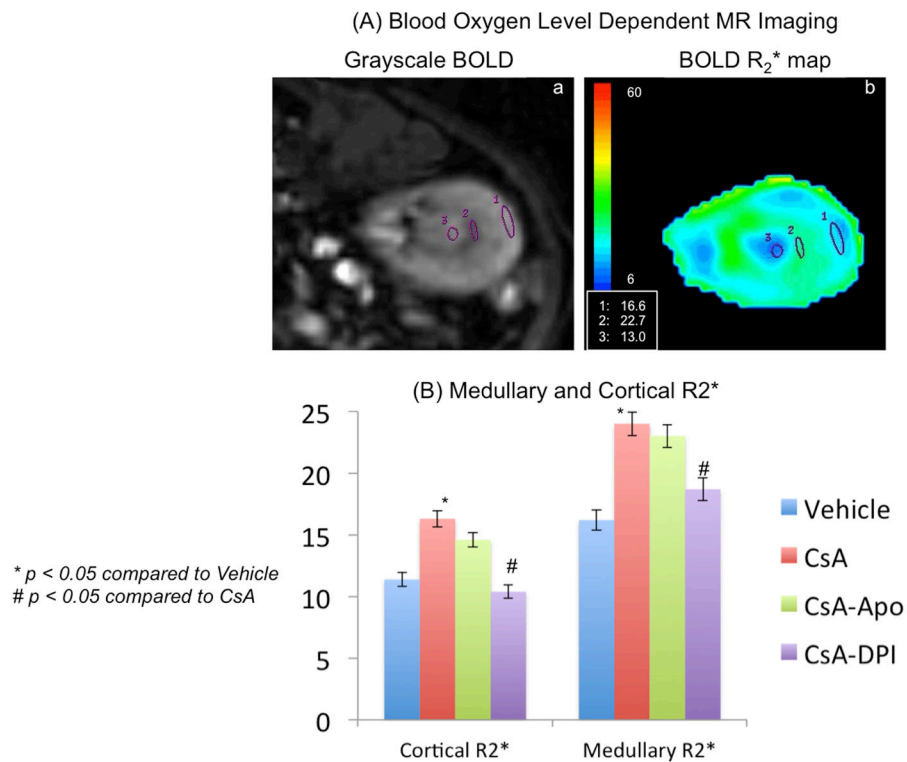 (A) Blood Oxygen Level Dependent MR Imaging
Grayscale BOLD
BOLD R2* map
a
1
2
3
b
60
6
1
2
3
1: 16.6
2: 22.7
3: 13.0
(B) Medullary and Cortical R2*
25
20
15
10
5
0
*
#
*
#
Cortical R2*
Medullary R2*
Vehicle
CsA
CsA-Apo
CsA-DPI
* p < 0.05 compared to Vehicle
# p < 0.05 compared to CsA